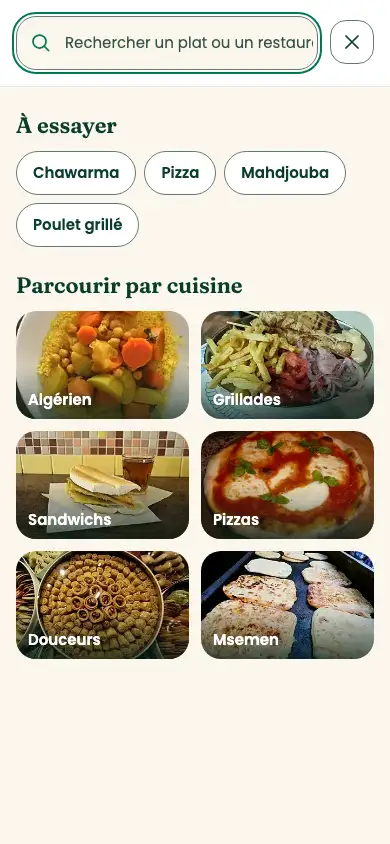 Rechercher un plat ou un restaur
À essayer
Chawarma
Pizza
Mahdjouba
Poulet grillé
Parcourir par cuisine
Algérien
Grillades
Sandwichs
Pizzas
Douceurs
Msemen